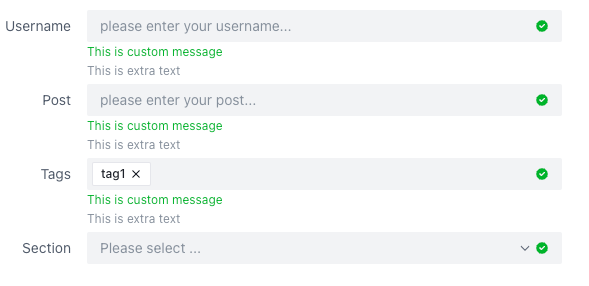 Username please enter your username...
This is custom message
This is extra text
Post please enter your post...
This is custom message
This is extra text
Tags tag1
This is custom message
This is extra text
Section Please select ...